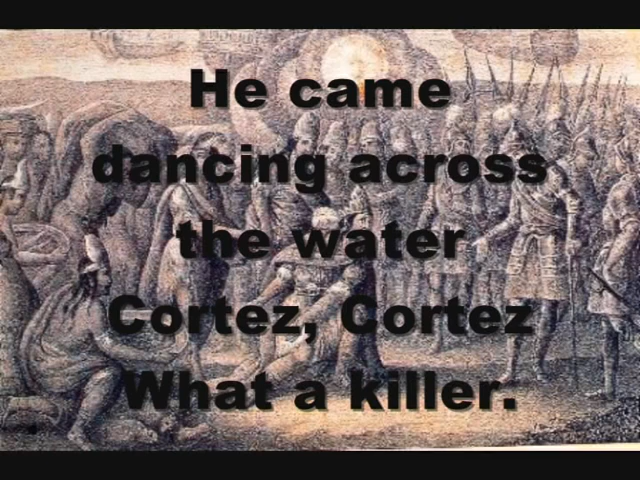 He came
dancing across
the water
Cortez, Cortez
What a killer.